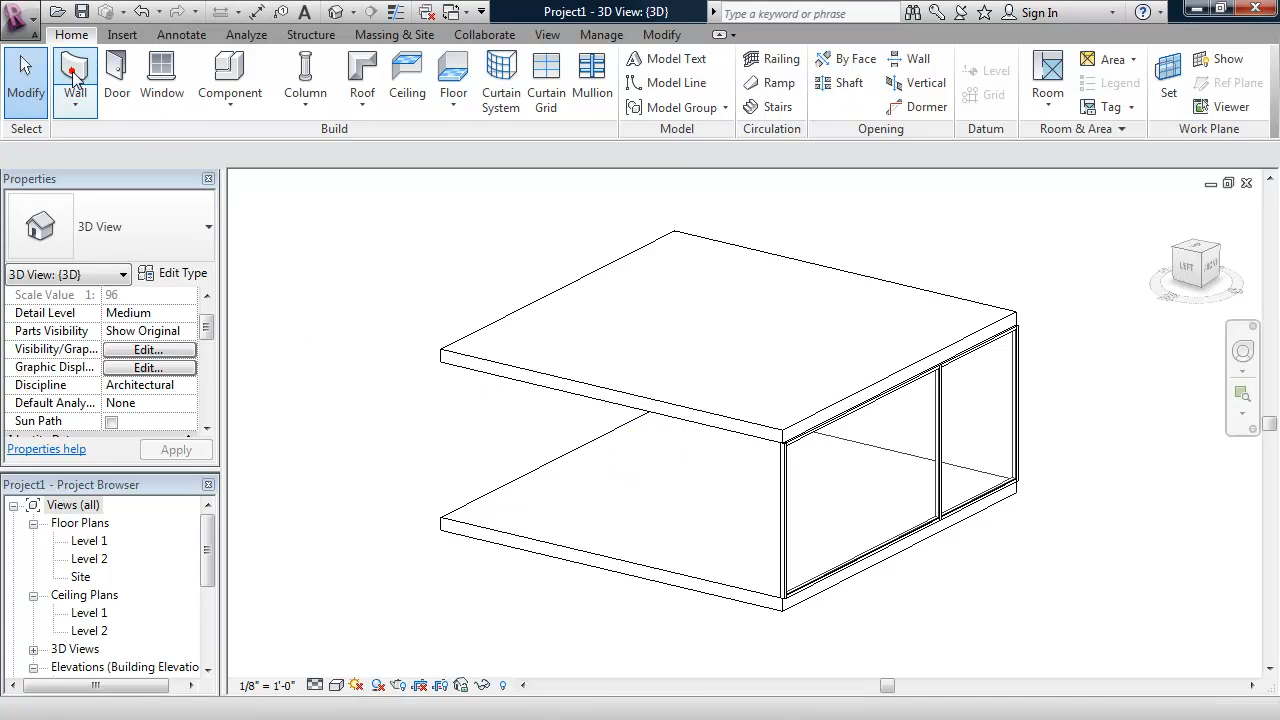 Project1 - 3D View: {3D}
Type a keyword or phrase
Sign In
Home Insert Annotate Analyze Structure Massing & Site Collaborate View Manage Modify
Modify Wall Door Window Component Column Roof Ceiling Floor Curtain System Curtain Grid Mullion
Model Text
Model Line
Model Group
Railing
Ramp
Stairs
By Face
Shaft
Wall
Vertical
Dormer
Level
Grid
Room
Area
Legend
Tag
Set
Show
Ref Plane
Viewer
Select Build Model Circulation Opening Datum Room & Area Work Plane
Properties
3D View
3D View: {3D} Edit Type
Scale Value 1: 96
Detail Level Medium
Parts Visibility Show Original
Visibility/Grap... Edit...
Graphic Displ... Edit...
Discipline Architectural
Default Analy... None
Sun Path
Properties help Apply
Project1 - Project Browser
Views (all)
Floor Plans
Level 1
Level 2
Site
Ceiling Plans
Level 1
Level 2
3D Views
Elevations (Building Elevatio
LEFT
1/8" = 1'-0"